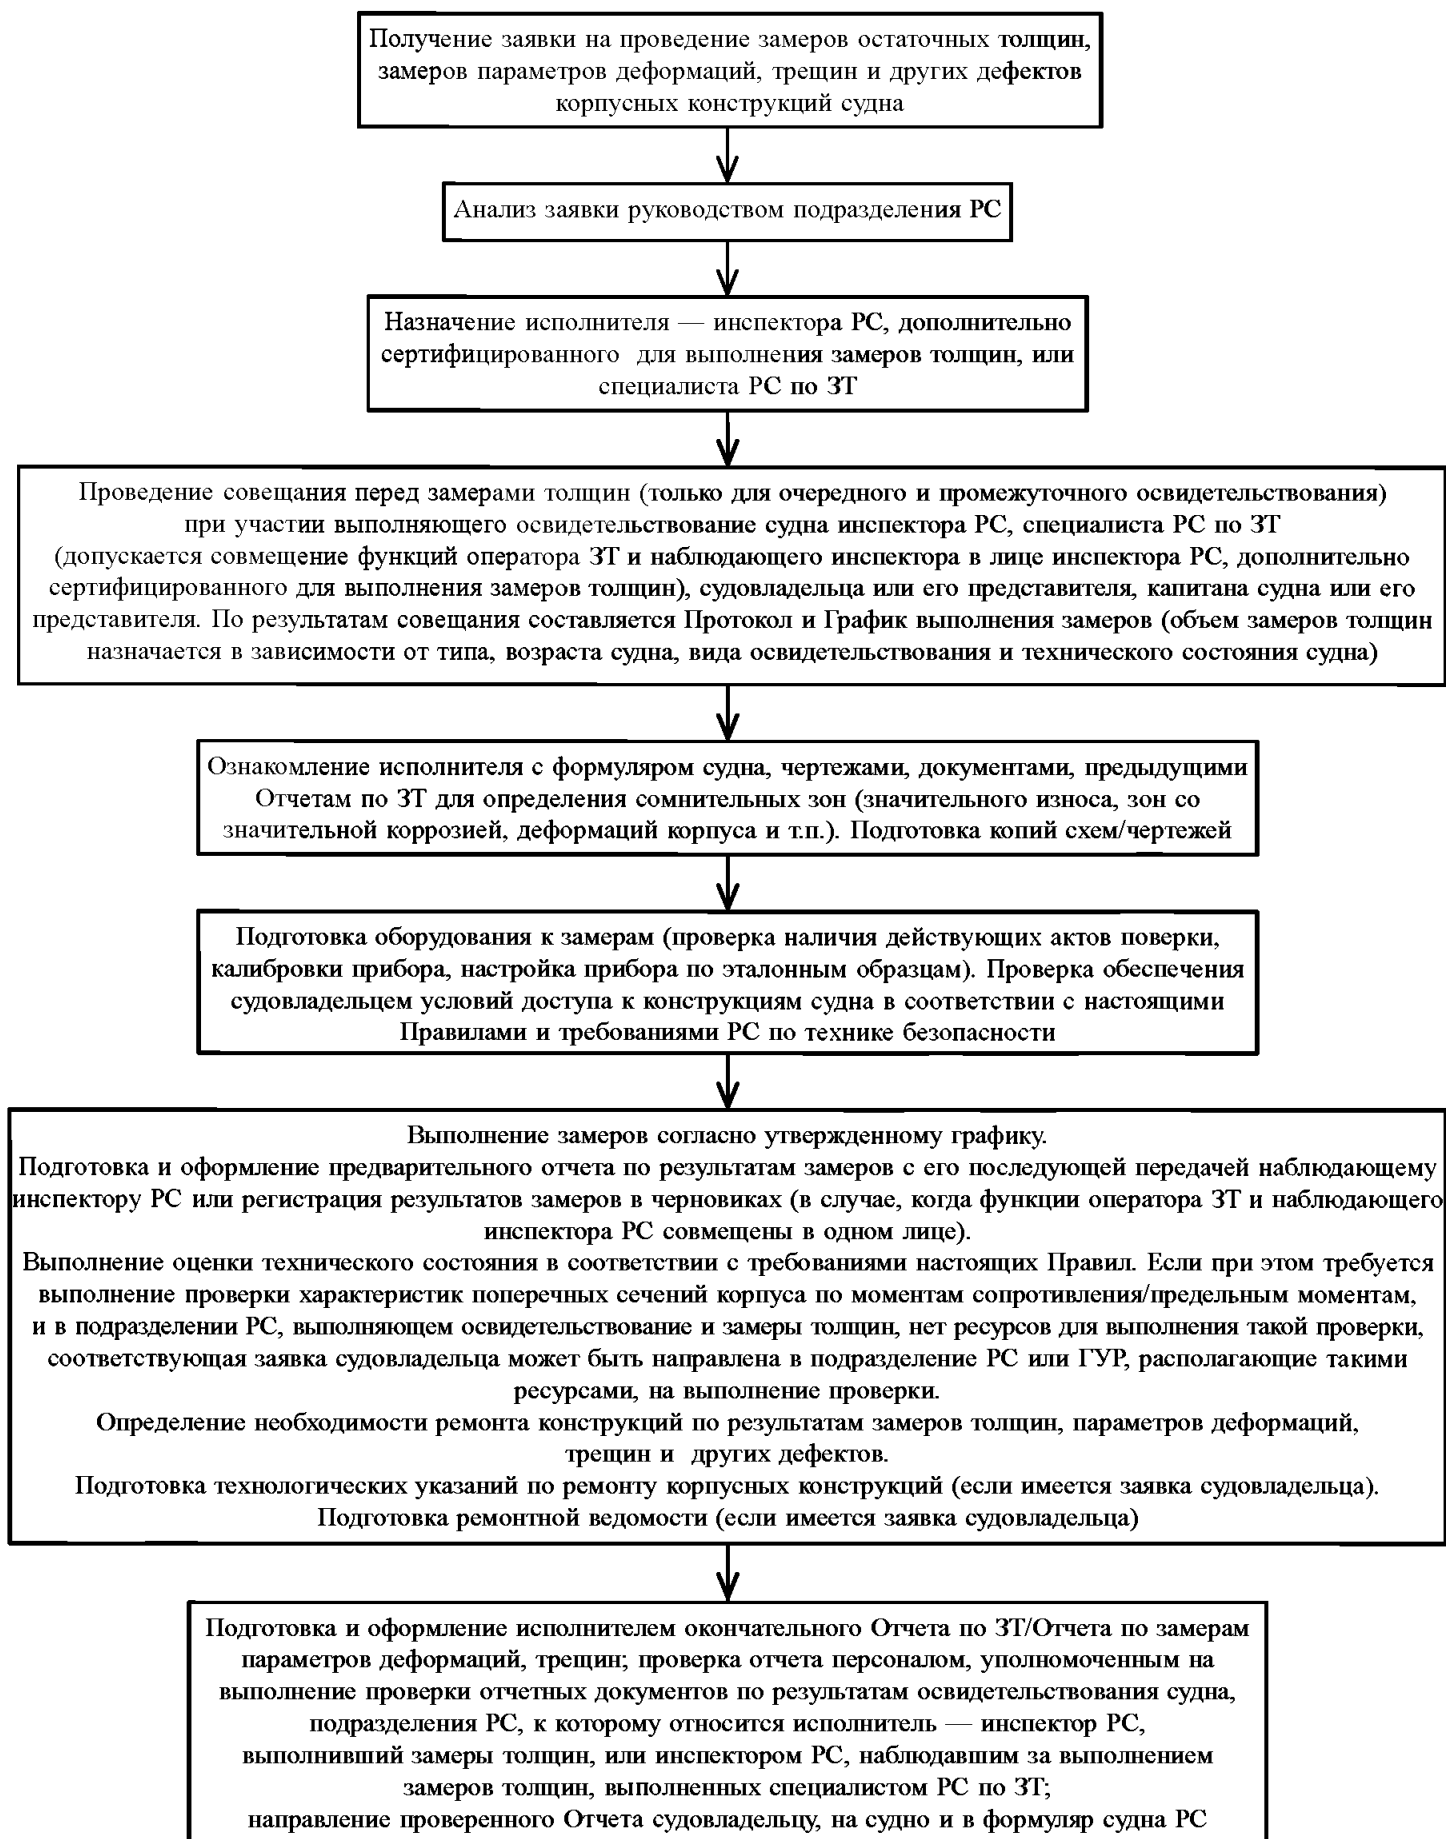 Получение заявки на проведение замеров остаточных толщин,
замеров параметров деформаций, трещин и других дефектов
корпусных конструкций судна
Анализ заявки руководством подразделения РС
Назначение исполнителя — инспектора РС, дополнительно
сертифицированного для выполнения замеров толщин, или
специалиста РС по ЗТ
Проведение совещания перед замерами толщин (только для очередного и промежуточного освидетельствования)
при участии выполняющего освидетельствование судна инспектора РС, специалиста РС по ЗТ
(допускается совмещение функций оператора ЗТ и наблюдающего инспектора в лице инспектора РС, дополнительно
сертифицированного для выполнения замеров толщин), судовладельца или его представителя, капитана судна или его
представителя. По результатам совещания составляется Протокол и График выполнения замеров (объем замеров толщин
назначается в зависимости от типа, возраста судна, вида освидетельствования и технического состояния судна)
Ознакомление исполнителя с формуляром судна, чертежами, документами, предыдущими
Отчетам по ЗТ для определения сомнительных зон (значительного износа, зон со
значительной коррозией, деформаций корпуса и т.п.). Подготовка копий схем/чертежей
Подготовка оборудования к замерам (проверка наличия действующих актов поверки,
калибровки прибора, настройка прибора по эталонным образцам). Проверка обеспечения
судовладельцем условий доступа к конструкциям судна в соответствии с настоящими
Правилами и требованиями РС по технике безопасности
Выполнение замеров согласно утвержденному графику.
Подготовка и оформление предварительного отчета по результатам замеров с его последующей передачей наблюдающему
инспектору РС или регистрация результатов замеров в черновиках (в случае, когда функции оператора ЗТ и наблюдающего
инспектора РС совмещены в одном лице).
Выполнение оценки технического состояния в соответствии с требованиями настоящих Правил. Если при этом требуется
выполнение проверки характеристик поперечных сечений корпуса по моментам сопротивления/предельным моментам,
и в подразделении РС, выполняющем освидетельствование и замеры толщин, нет ресурсов для выполнения такой проверки,
соответствующая заявка судовладельца может быть направлена в подразделение РС или ГУР, располагающие такими
ресурсами, на выполнение проверки.
Определение необходимости ремонта конструкций по результатам замеров толщин, параметров деформаций,
трещин и других дефектов.
Подготовка технологических указаний по ремонту корпусных конструкций (если имеется заявка судовладельца).
Подготовка ремонтной ведомости (если имеется заявка судовладельца)
Подготовка и оформление исполнителем окончательного Отчета по ЗТ/Отчета по замерам
параметров деформаций, трещин; проверка отчета персоналом, уполномоченным на
выполнение проверки отчетных документов по результатам освидетельствования судна,
подразделения РС, к которому относится исполнитель — инспектор РС,
выполнивший замеры толщин, или инспектором РС, наблюдавшим за выполнением
замеров толщин, выполненных специалистом РС по ЗТ;
направление проверенного Отчета судовладельцу, на судно и в формуляр судна РС